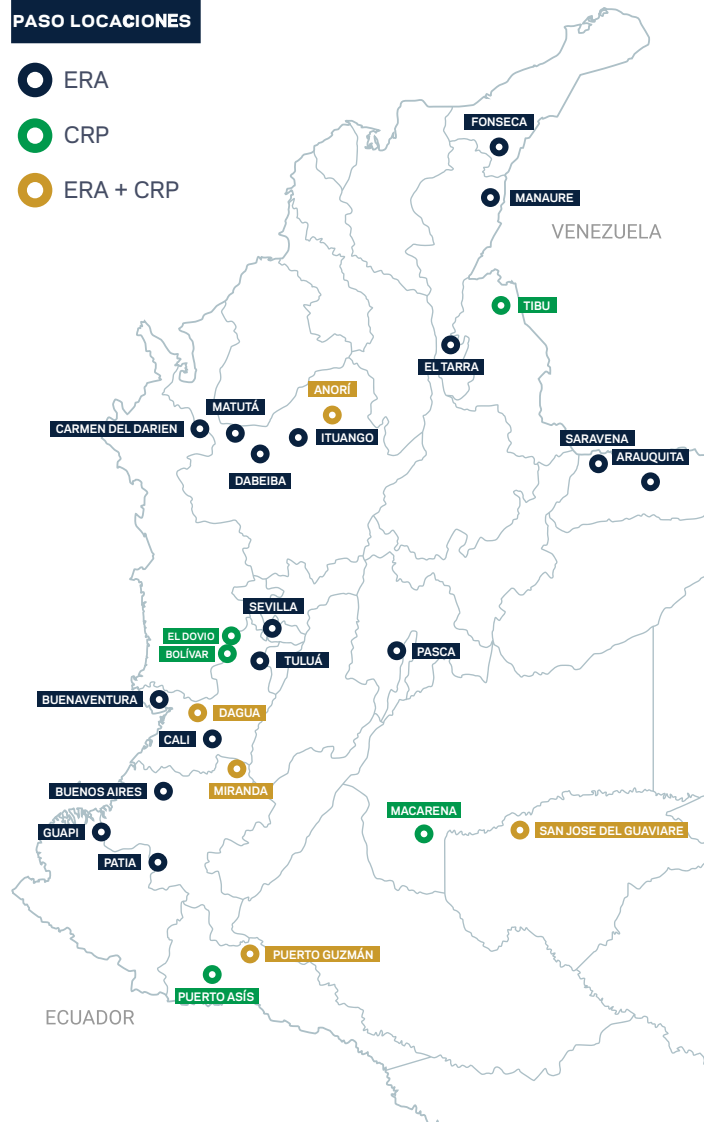 PASO LOCACIONES
ERA
CRP
ERA + CRP
FONSECA
MANAURE
VENEZUELA
TIBU
EL TARRA
ANORÍ
MATUTÁ
CARMEN DEL DARIEN
ITUANGO
SARAVENA
ARAUQUITA
DABEIBA
SEVILLA
EL DOVIO
BOLÍVAR
TULUÁ
PASCA
BUENAVENTURA
DAGUA
CALI
MIRANDA
BUENOS AIRES
MACARENA
GUAPI
SAN JOSE DEL GUAVIARE
PATIA
PUERTO GUZMÁN
PUERTO ASÍS
ECUADOR